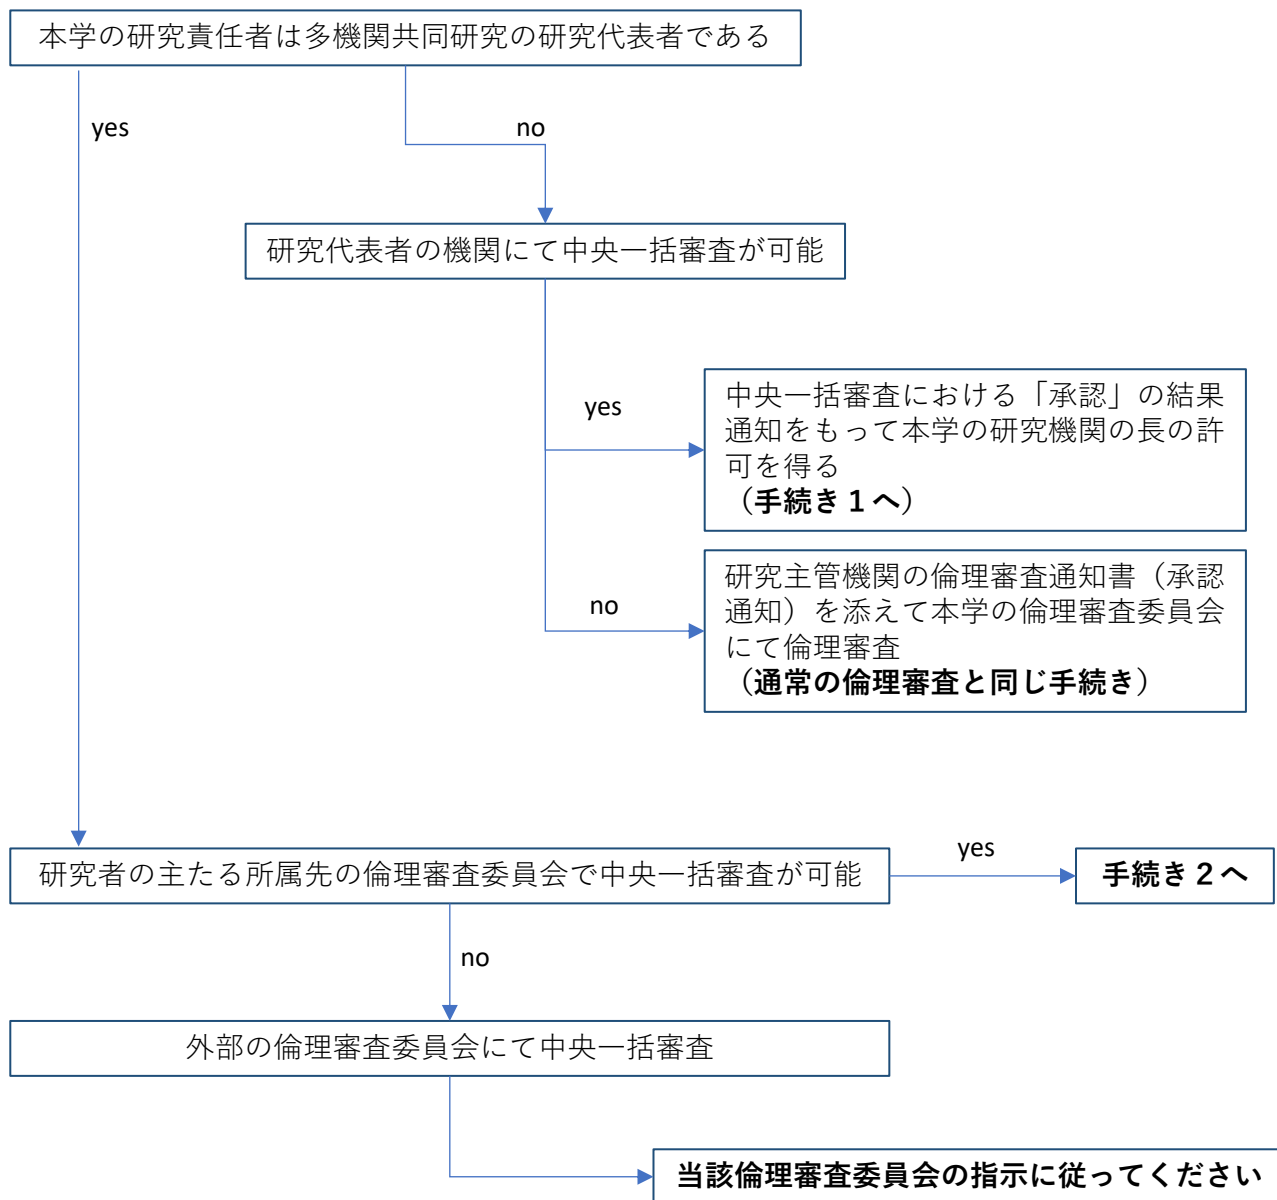 本学の研究責任者は多機関共同研究の研究代表者である
yes
no
研究代表者の機関にて中央一括審査が可能
yes
中央一括審査における「承認」の結果
通知をもって本学の研究機関の長の許
可を得る
（手続き１へ）
no
研究主管機関の倫理審査通知書（承認
通知）を添えて本学の倫理審査委員会
にて倫理審査
（通常の倫理審査と同じ手続き）
研究者の主たる所属先の倫理審査委員会で中央一括審査が可能
yes
手続き２へ
no
外部の倫理審査委員会にて中央一括審査
当該倫理審査委員会の指示に従ってください